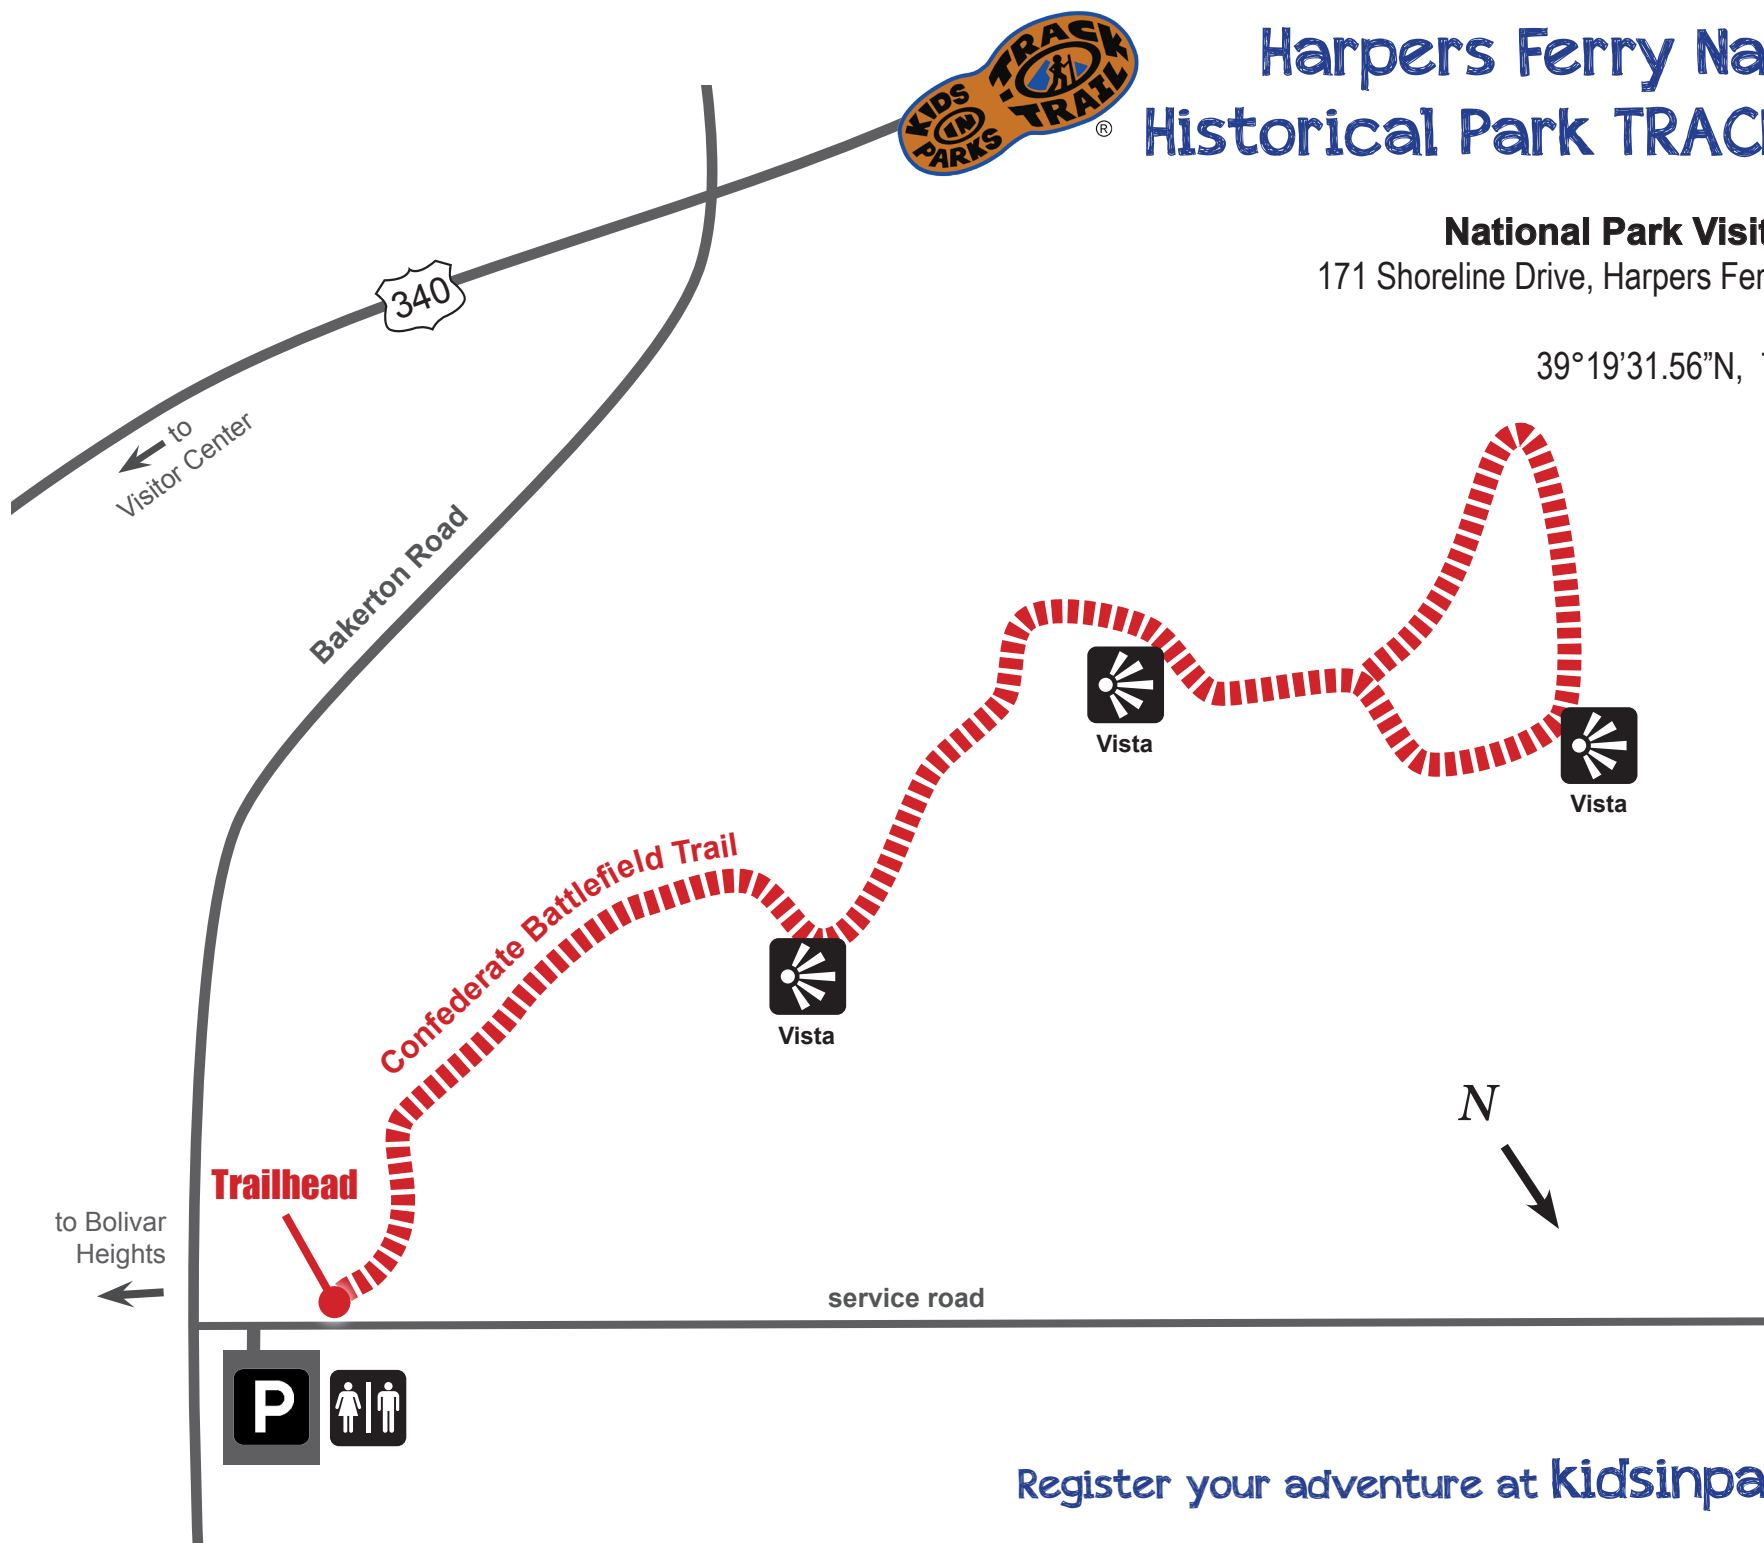 Harpers Ferry Na
Historical Park TRAC
KIDS
IN
PARKS
TRACK
TRAIL
®
National Park Visit
171 Shoreline Drive, Harpers Fer
39°19’31.56”N,
340
to
Visitor Center
Bakerton Road
Vista
Vista
Confederate Battlefield Trail
Vista
N
Trailhead
to Bolivar
Heights
service road
P
Register your adventure at kidsinpa